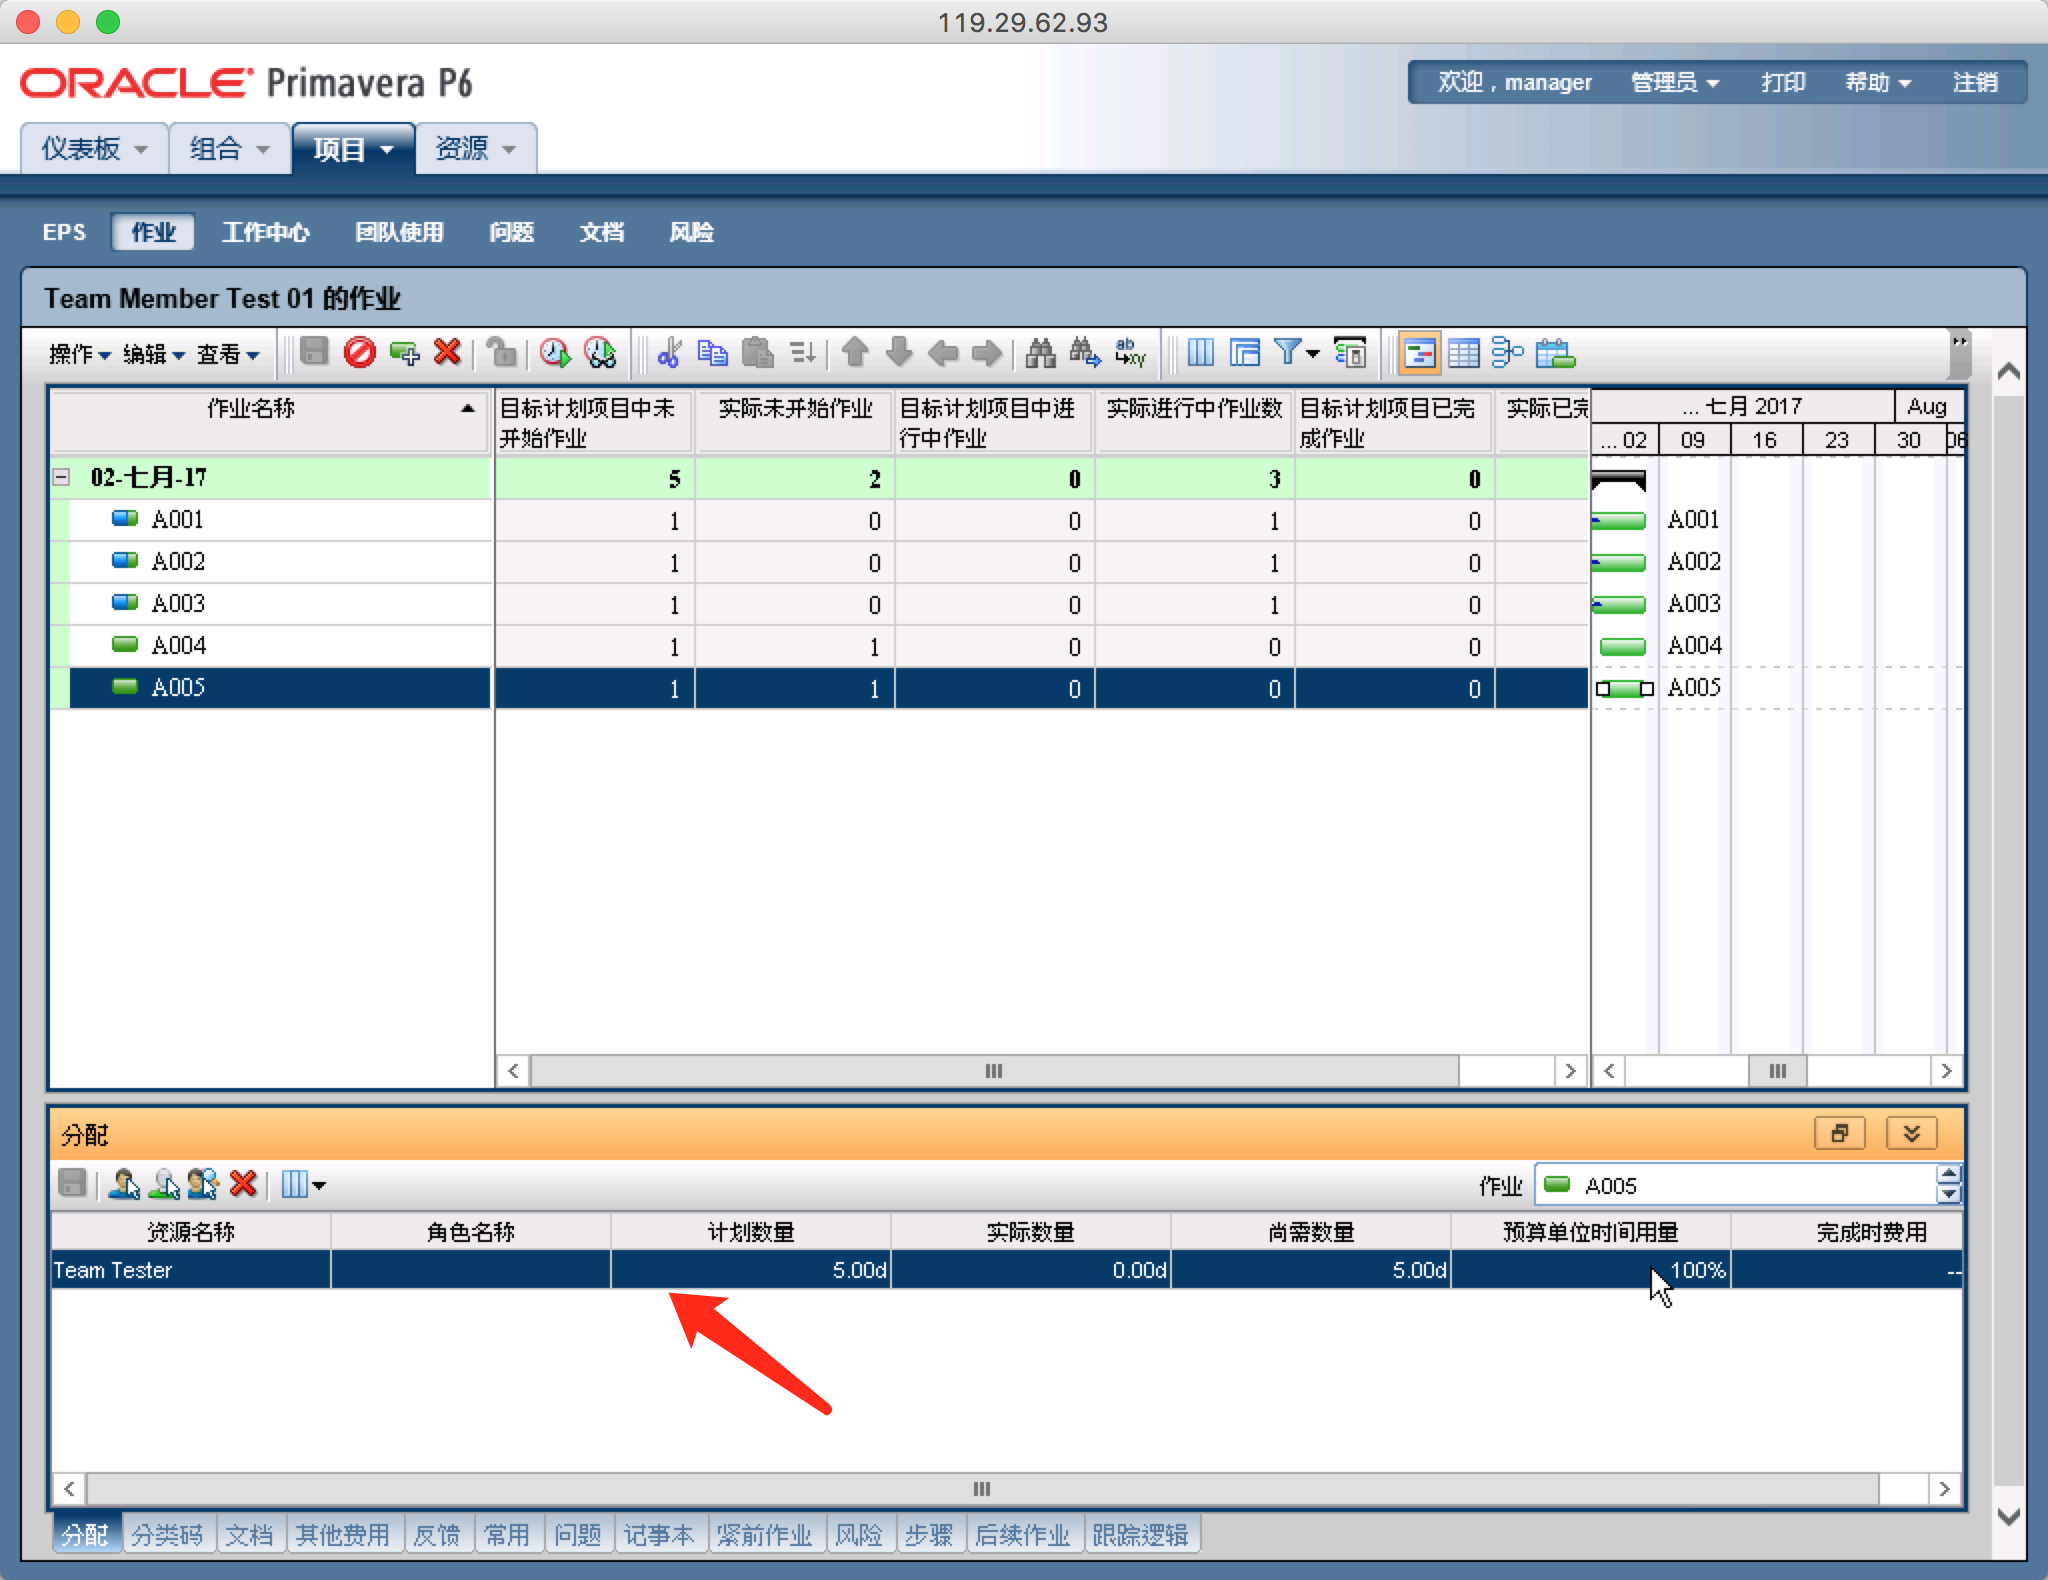 119.29.62.93
ORACLE Primavera P6
欢迎，manager 管理员 打印 帮助 注销
仪表板 组合 项目 资源
EPS 作业 工作中心 团队使用 问题 文档 风险
Team Member Test 01 的作业
操作 编辑 查看
作业名称 目标计划项目中未开始作业 实际未开始作业 目标计划项目中进行中作业 实际进行中作业数 目标计划项目已完成作业 实际已完
... 七月 2017 Aug
... 02 09 16 23 30 06
02-七月-17 5 2 0 3 0
A001 1 0 0 1 0 A001
A002 1 0 0 1 0 A002
A003 1 0 0 1 0 A003
A004 1 1 0 0 0 A004
A005 1 1 0 0 0 A005
分配
作业 A005
资源名称 角色名称 计划数量 实际数量 尚需数量 预算单位时间用量 完成时费用
Team Tester 5.00d 0.00d 5.00d 100% --
分配 分类码 文档 其他费用 反馈 常用 问题 记事本 紧前作业 风险 步骤 后续作业 跟踪逻辑